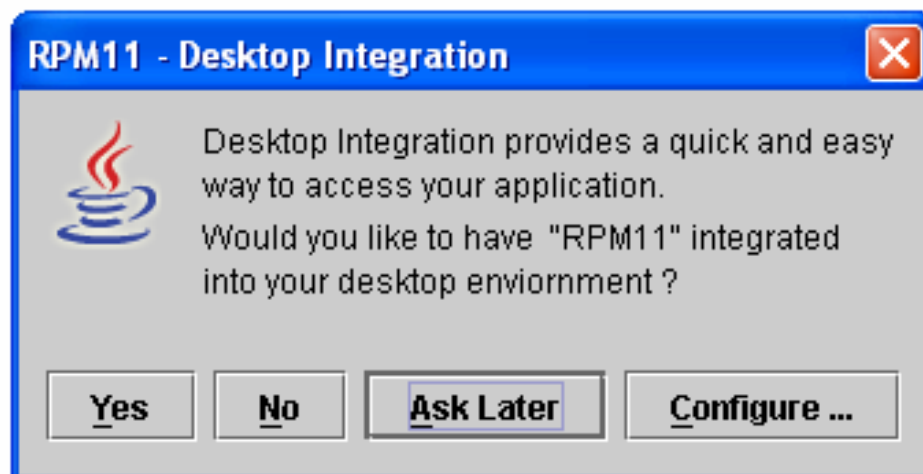 RPM11 - Desktop Integration
Desktop Integration provides a quick and easy
way to access your application.
Would you like to have "RPM11" integrated
into your desktop enviornment ?
Yes No Ask Later Configure ...